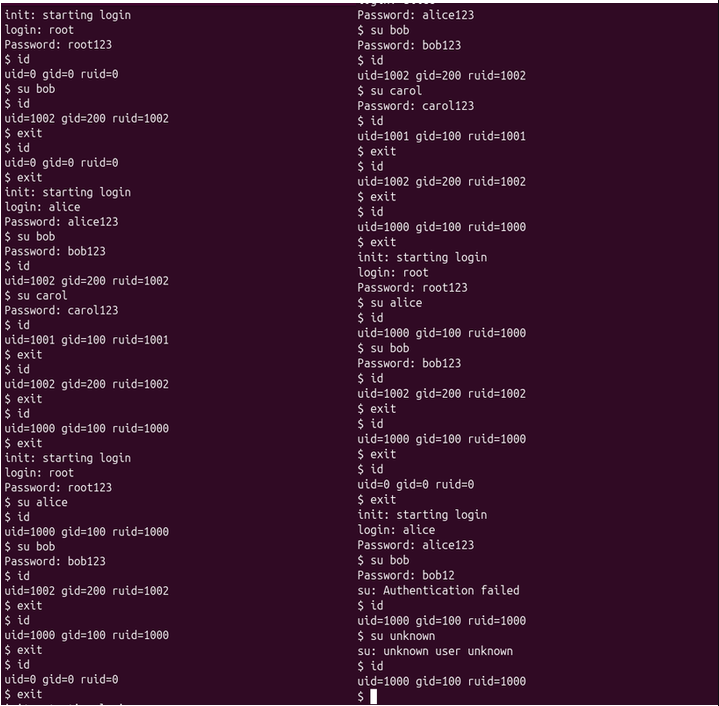 init: starting login
login: root
Password: root123
$ id
uid=0 gid=0 ruid=0
$ su bob
$ id
uid=1002 gid=200 ruid=1002
$ exit
$ id
uid=0 gid=0 ruid=0
$ exit
init: starting login
login: alice
Password: alice123
$ su bob
Password: bob123
$ id
uid=1002 gid=200 ruid=1002
$ su carol
Password: carol123
$ id
uid=1001 gid=100 ruid=1001
$ exit
$ id
uid=1002 gid=200 ruid=1002
$ exit
$ id
uid=1000 gid=100 ruid=1000
$ exit
init: starting login
login: root
Password: root123
$ su alice
$ id
uid=1000 gid=100 ruid=1000
$ su bob
Password: bob123
$ id
uid=1002 gid=200 ruid=1002
$ exit
$ id
uid=1000 gid=100 ruid=1000
$ exit
$ id
uid=0 gid=0 ruid=0
$ exit
Password: alice123
$ su bob
Password: bob123
$ id
uid=1002 gid=200 ruid=1002
$ su carol
Password: carol123
$ id
uid=1001 gid=100 ruid=1001
$ exit
$ id
uid=1002 gid=200 ruid=1002
$ exit
$ id
uid=1000 gid=100 ruid=1000
$ exit
init: starting login
login: root
Password: root123
$ su alice
$ id
uid=1000 gid=100 ruid=1000
$ su bob
Password: bob123
$ id
uid=1002 gid=200 ruid=1002
$ exit
$ id
uid=1000 gid=100 ruid=1000
$ exit
$ id
uid=0 gid=0 ruid=0
$ exit
init: starting login
login: alice
Password: alice123
$ su bob
Password: bob12
su: Authentication failed
$ id
uid=1000 gid=100 ruid=1000
$ su unknown
su: unknown user unknown
$ id
uid=1000 gid=100 ruid=1000
$